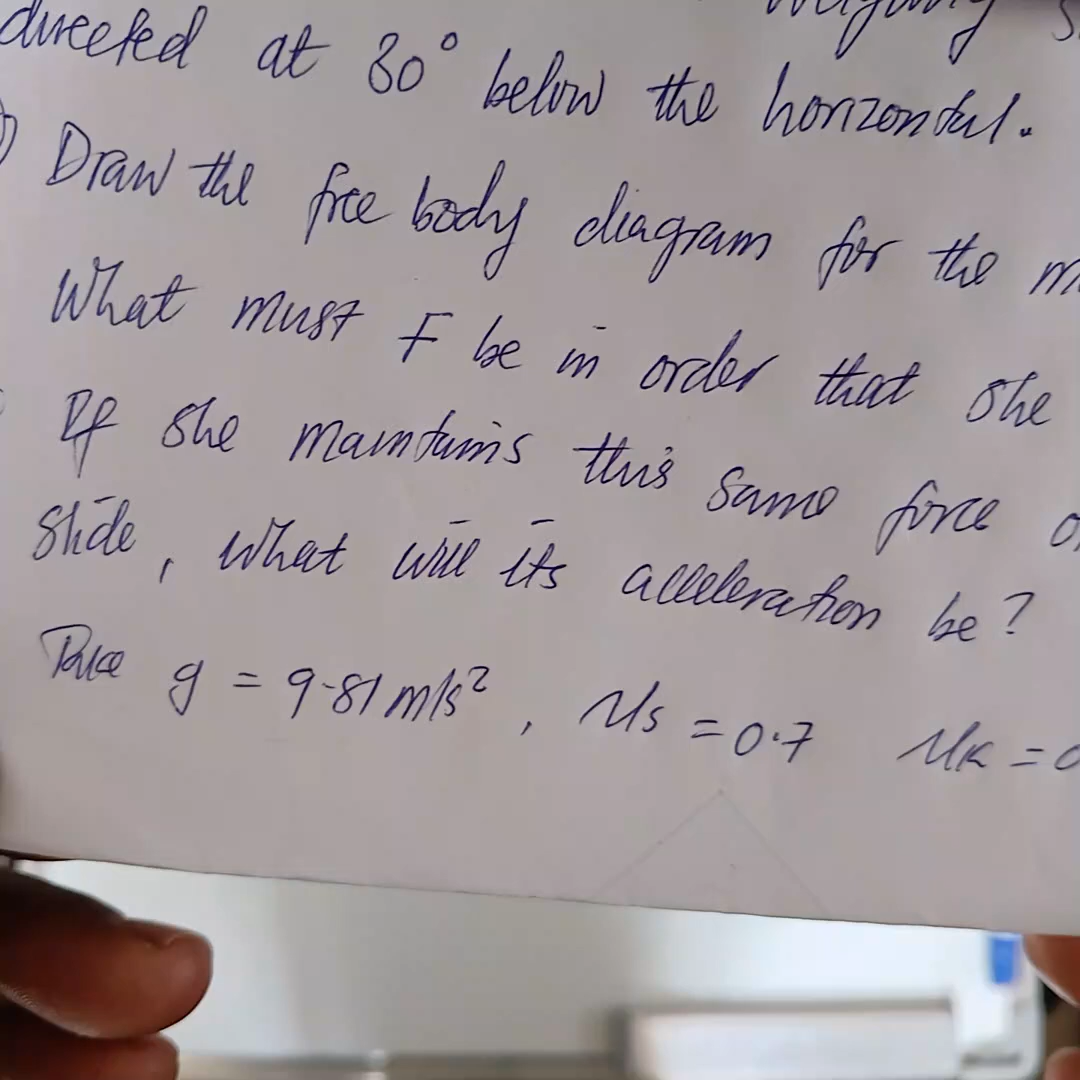 directed at 30° below the horizontal.
Draw the free body diagram for the
What must F be in order that she
If she maintains this same force
Slide, what will its acceleration be?
Take g = 9.81 m/s², μs = 0.7 μk =